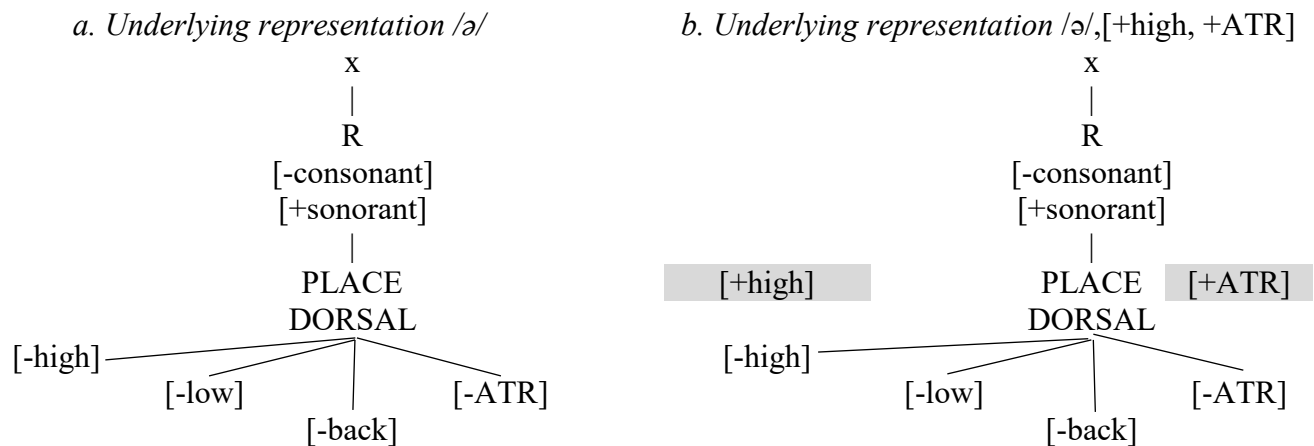 a. Underlying representation /ə/
x
R
[-consonant]
[+sonorant]
PLACE
DORSAL
[-high]
[-low]
[-back]
[-ATR]
b. Underlying representation /ə/,[+high, +ATR]
x
R
[-consonant]
[+sonorant]
[+high] PLACE [+ATR]
DORSAL
[-high]
[-low]
[-back]
[-ATR]